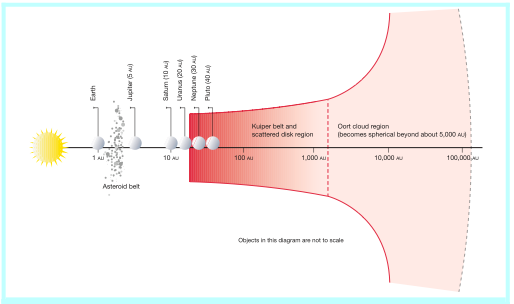 Earth
Jupiter (5 AU)
Saturn (10 AU)
Uranus (20 AU)
Neptune (30 AU)
Pluto (40 AU)
Kuiper belt and
scattered disk region
Oort cloud region
(becomes spherical beyond about 5,000 AU)
1 AU
10 AU
100 AU
1,000 AU
10,000 AU
100,000 AU
Asteroid belt
Objects in this diagram are not to scale